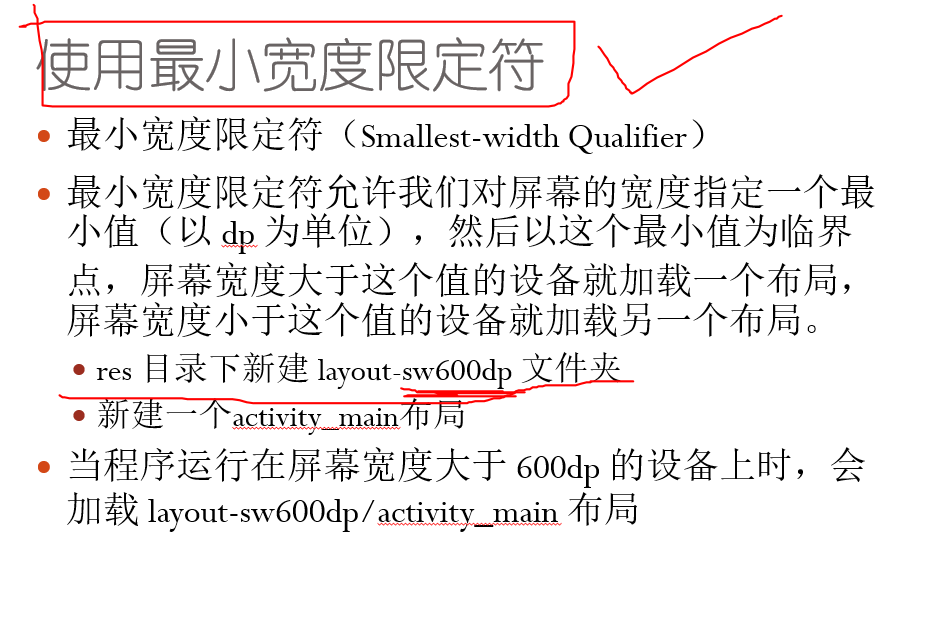 使用最小宽度限定符
最小宽度限定符（Smallest-width Qualifier）
最小宽度限定符允许我们对屏幕的宽度指定一个最
小值（以 dp 为单位），然后以这个最小值为临界
点，屏幕宽度大于这个值的设备就加载一个布局，
屏幕宽度小于这个值的设备就加载另一个布局。
res 目录下新建 layout-sw600dp 文件夹
新建一个activity_main布局
当程序运行在屏幕宽度大于 600dp 的设备上时，会
加载 layout-sw600dp/activity_main 布局